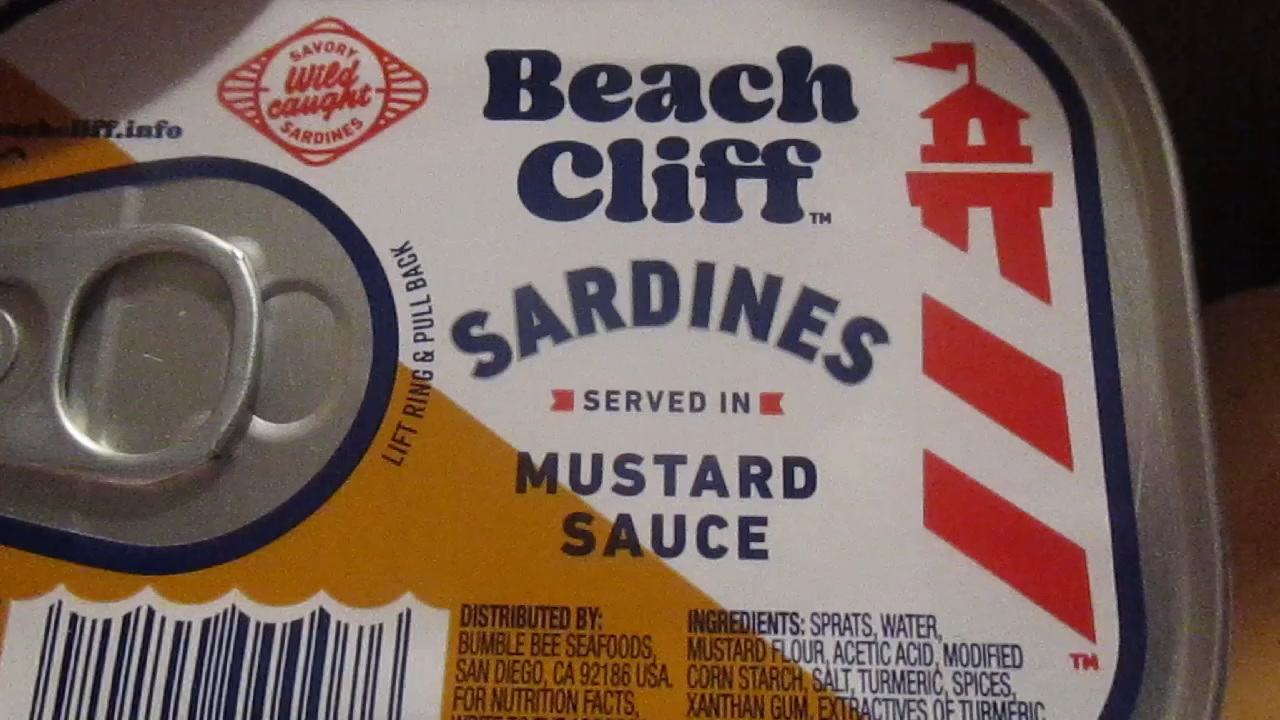 SAVORY
Wild
caught
SARDINES
cliff.info
Beach
Cliff™
SARDINES
SERVED IN
MUSTARD
SAUCE
LIFT RING & PULL BACK
DISTRIBUTED BY:
BUMBLE BEE SEAFOODS,
SAN DIEGO, CA 92186 USA.
FOR NUTRITION FACTS,
INGREDIENTS: SPRATS, WATER,
MUSTARD FLOUR, ACETIC ACID, MODIFIED
CORN STARCH, SALT, TURMERIC, SPICES,
XANTHAN GUM, EXTRACTIVES OF TURMERIC
TM